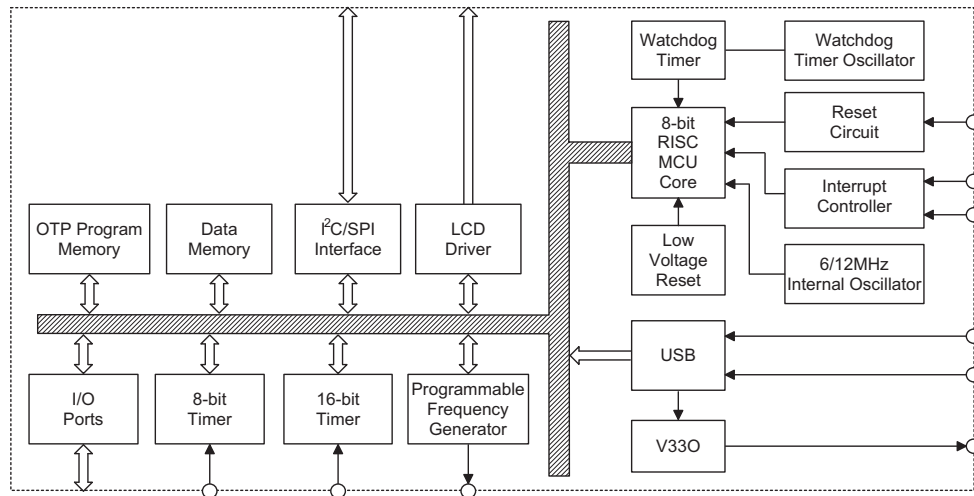 Watchdog
Timer
Watchdog
Timer Oscillator
8-bit
RISC
MCU
Core
Reset
Circuit
Interrupt
Controller
OTP Program
Memory
Data
Memory
I²C/SPI
Interface
LCD
Driver
Low
Voltage
Reset
6/12MHz
Internal Oscillator
USB
I/O
Ports
8-bit
Timer
16-bit
Timer
Programmable
Frequency
Generator
V33O